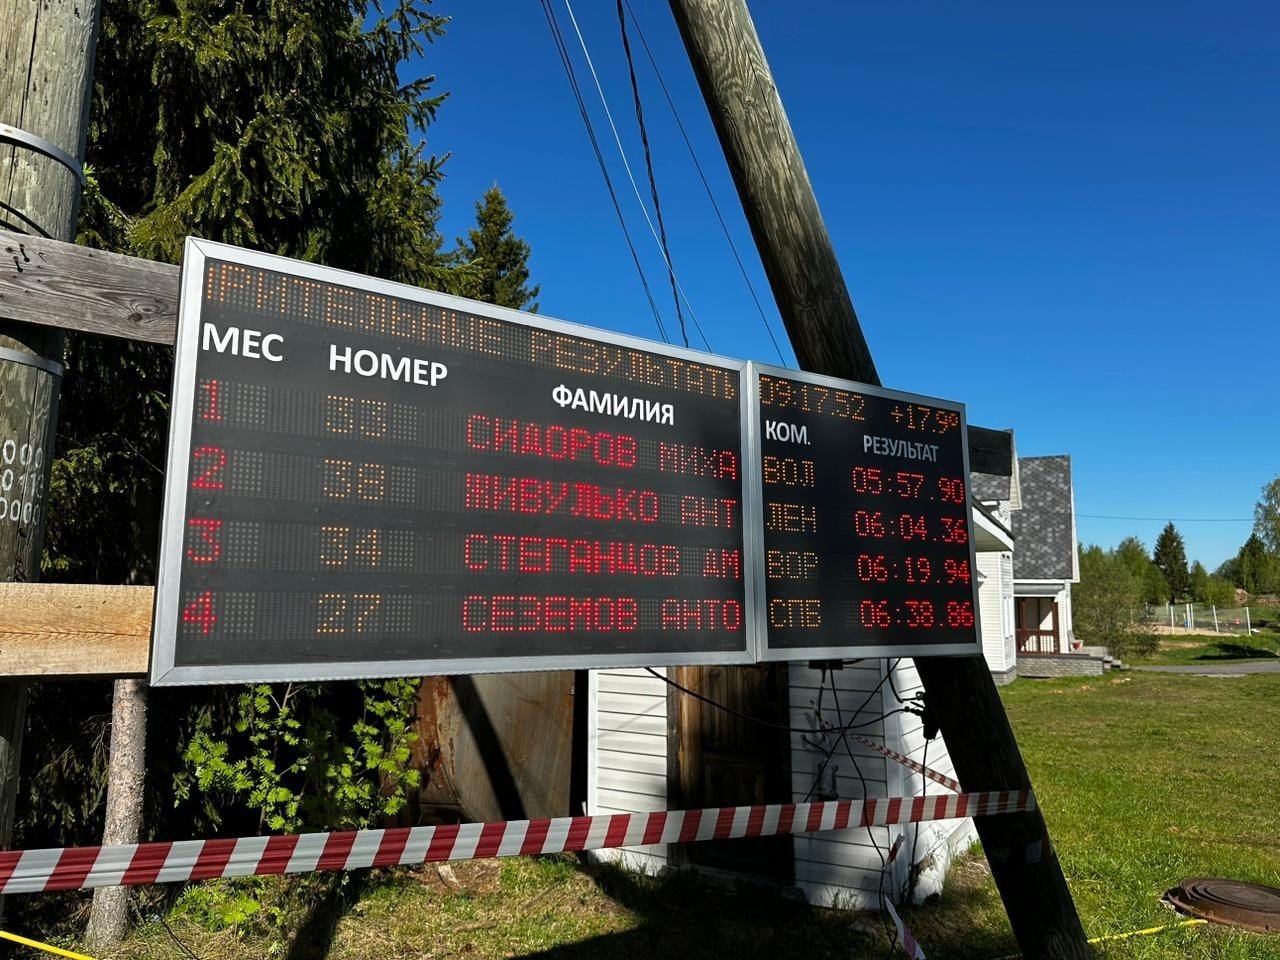 РИТЕЛЬНЫЕ РЕЗУЛЬТАТЫ 09:17.52 +17.9°
МЕС НОМЕР ФАМИЛИЯ КОМ. РЕЗУЛЬТАТ
1 33 СИДОРОВ МИХА ВОЛ 05:57.90
2 38 ШИВУЛЬКО АНТ ЛЕН 06:04.36
3 34 СТЕГАНЦОВ ДМ ВОР 06:19.94
4 27 СЕЗЕМОВ АНТО СПБ 06:38.86